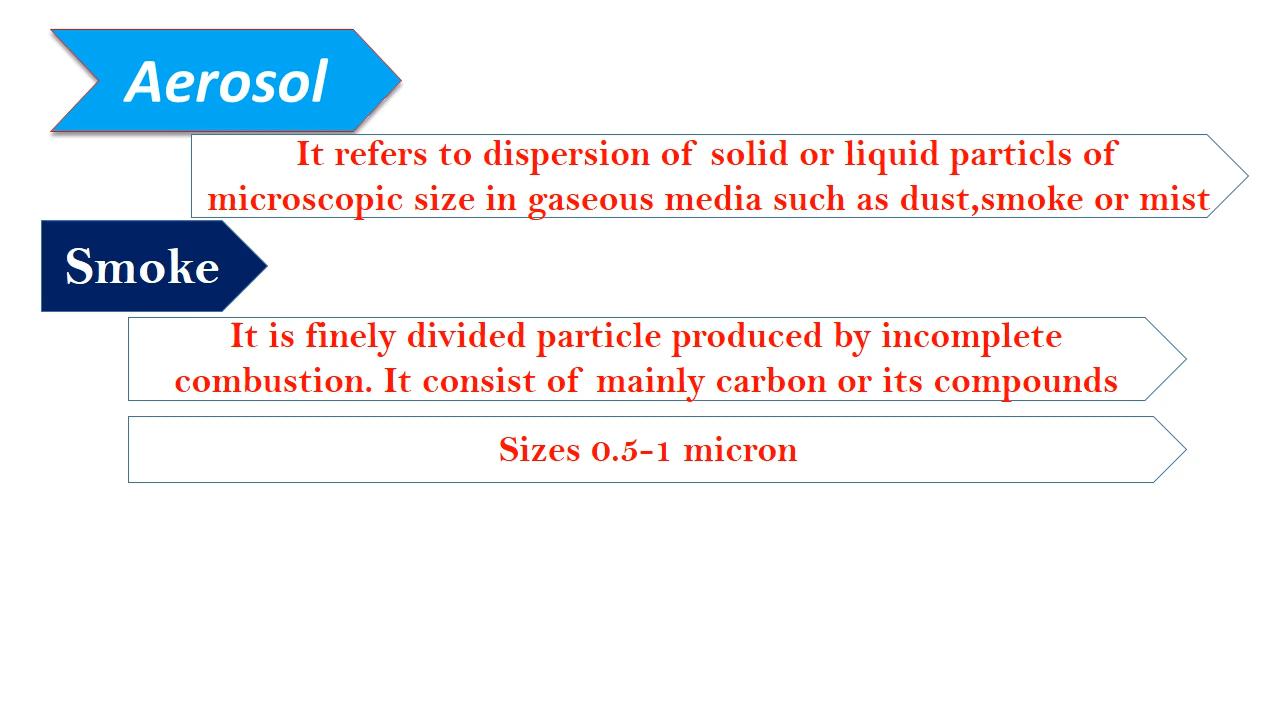 Aerosol
It refers to dispersion of solid or liquid particls of
microscopic size in gaseous media such as dust,smoke or mist
Smoke
It is finely divided particle produced by incomplete
combustion. It consist of mainly carbon or its compounds
Sizes 0.5-1 micron